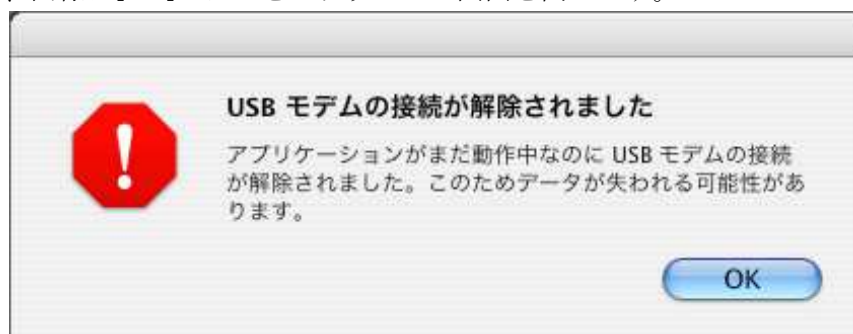 USB モデムの接続が解除されました
アプリケーションがまだ動作中なのに USB モデムの接続
が解除されました。このためデータが失われる可能性があ
ります。
OK